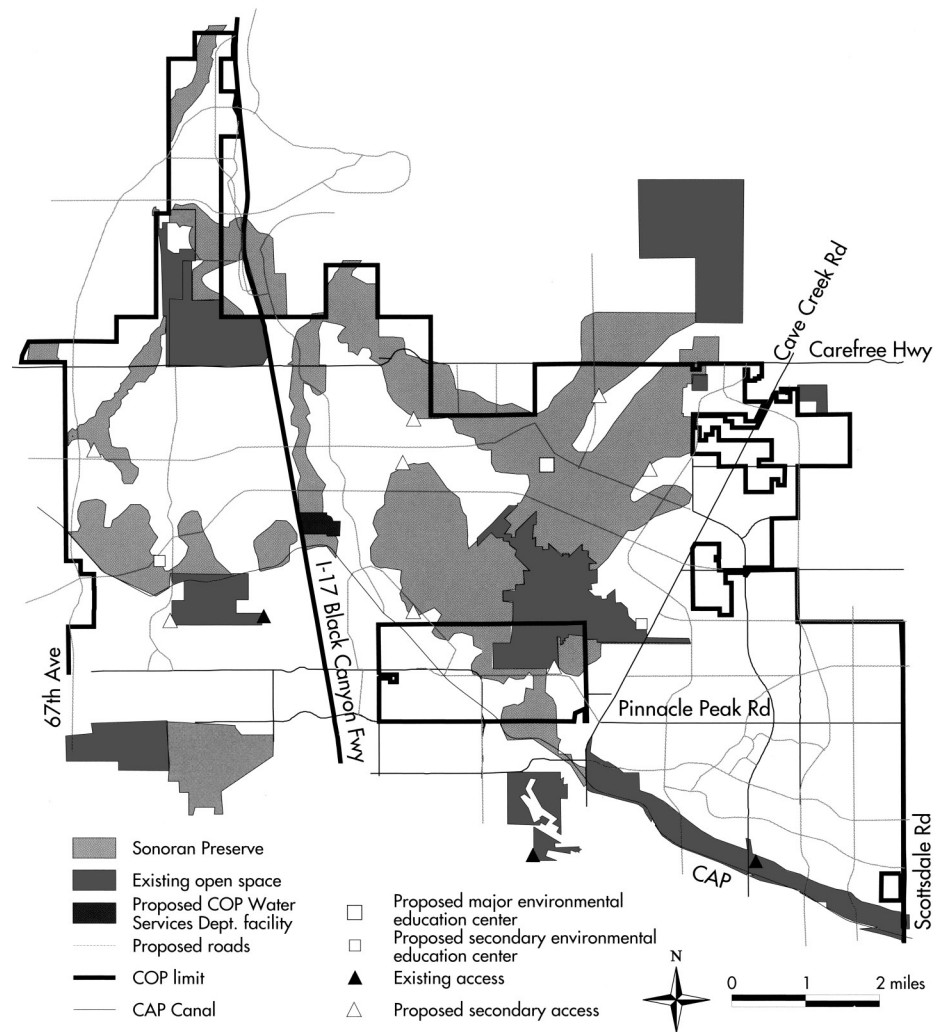 Cave Creek Rd
Carefree Hwy
I-17 Black Canyon Fwy
67th Ave
Pinnacle Peak Rd
CAP
Scottsdale Rd
Sonoran Preserve
Existing open space
Proposed COP Water
Services Dept. facility
Proposed roads
COP limit
CAP Canal
Proposed major environmental
education center
Proposed secondary environmental
education center
Existing access
Proposed secondary access
N
0 1 2 miles